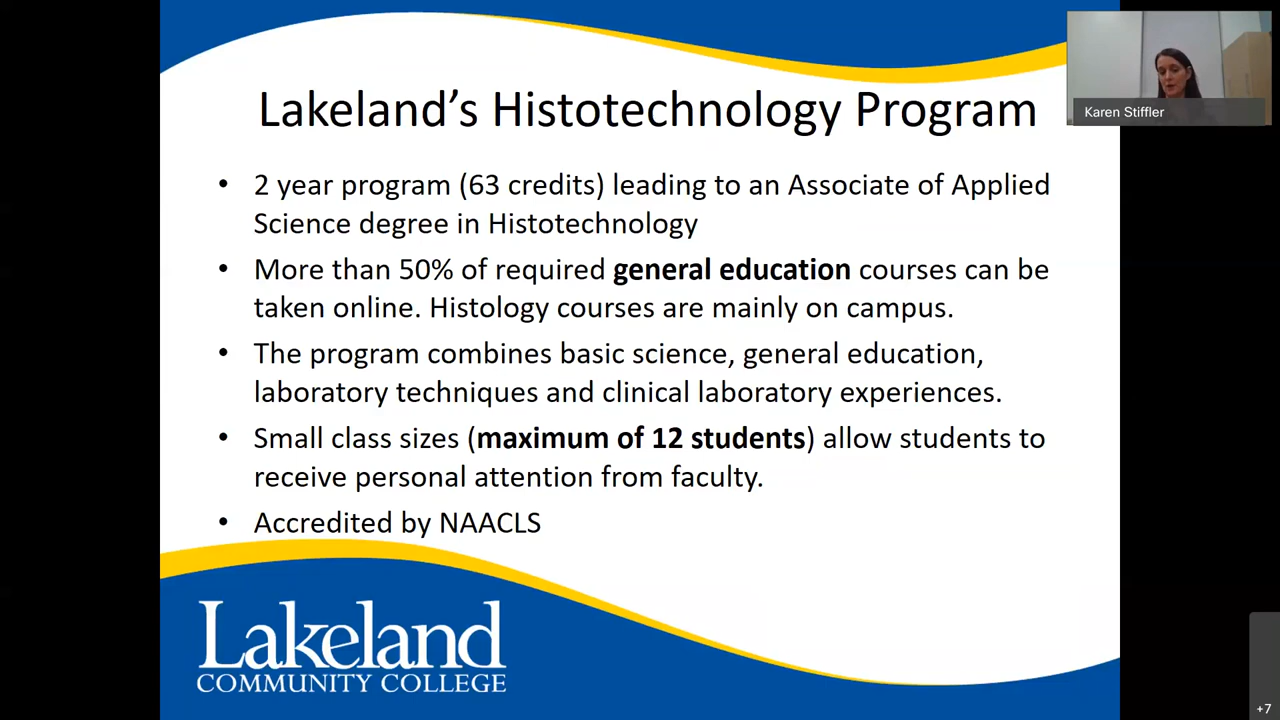 Lakeland's Histotechnology Program
Karen Stiffler
• 2 year program (63 credits) leading to an Associate of Applied
Science degree in Histotechnology
• More than 50% of required general education courses can be
taken online. Histology courses are mainly on campus.
• The program combines basic science, general education,
laboratory techniques and clinical laboratory experiences.
• Small class sizes (maximum of 12 students) allow students to
receive personal attention from faculty.
• Accredited by NAACLS
Lakeland
COMMUNITY COLLEGE
+7